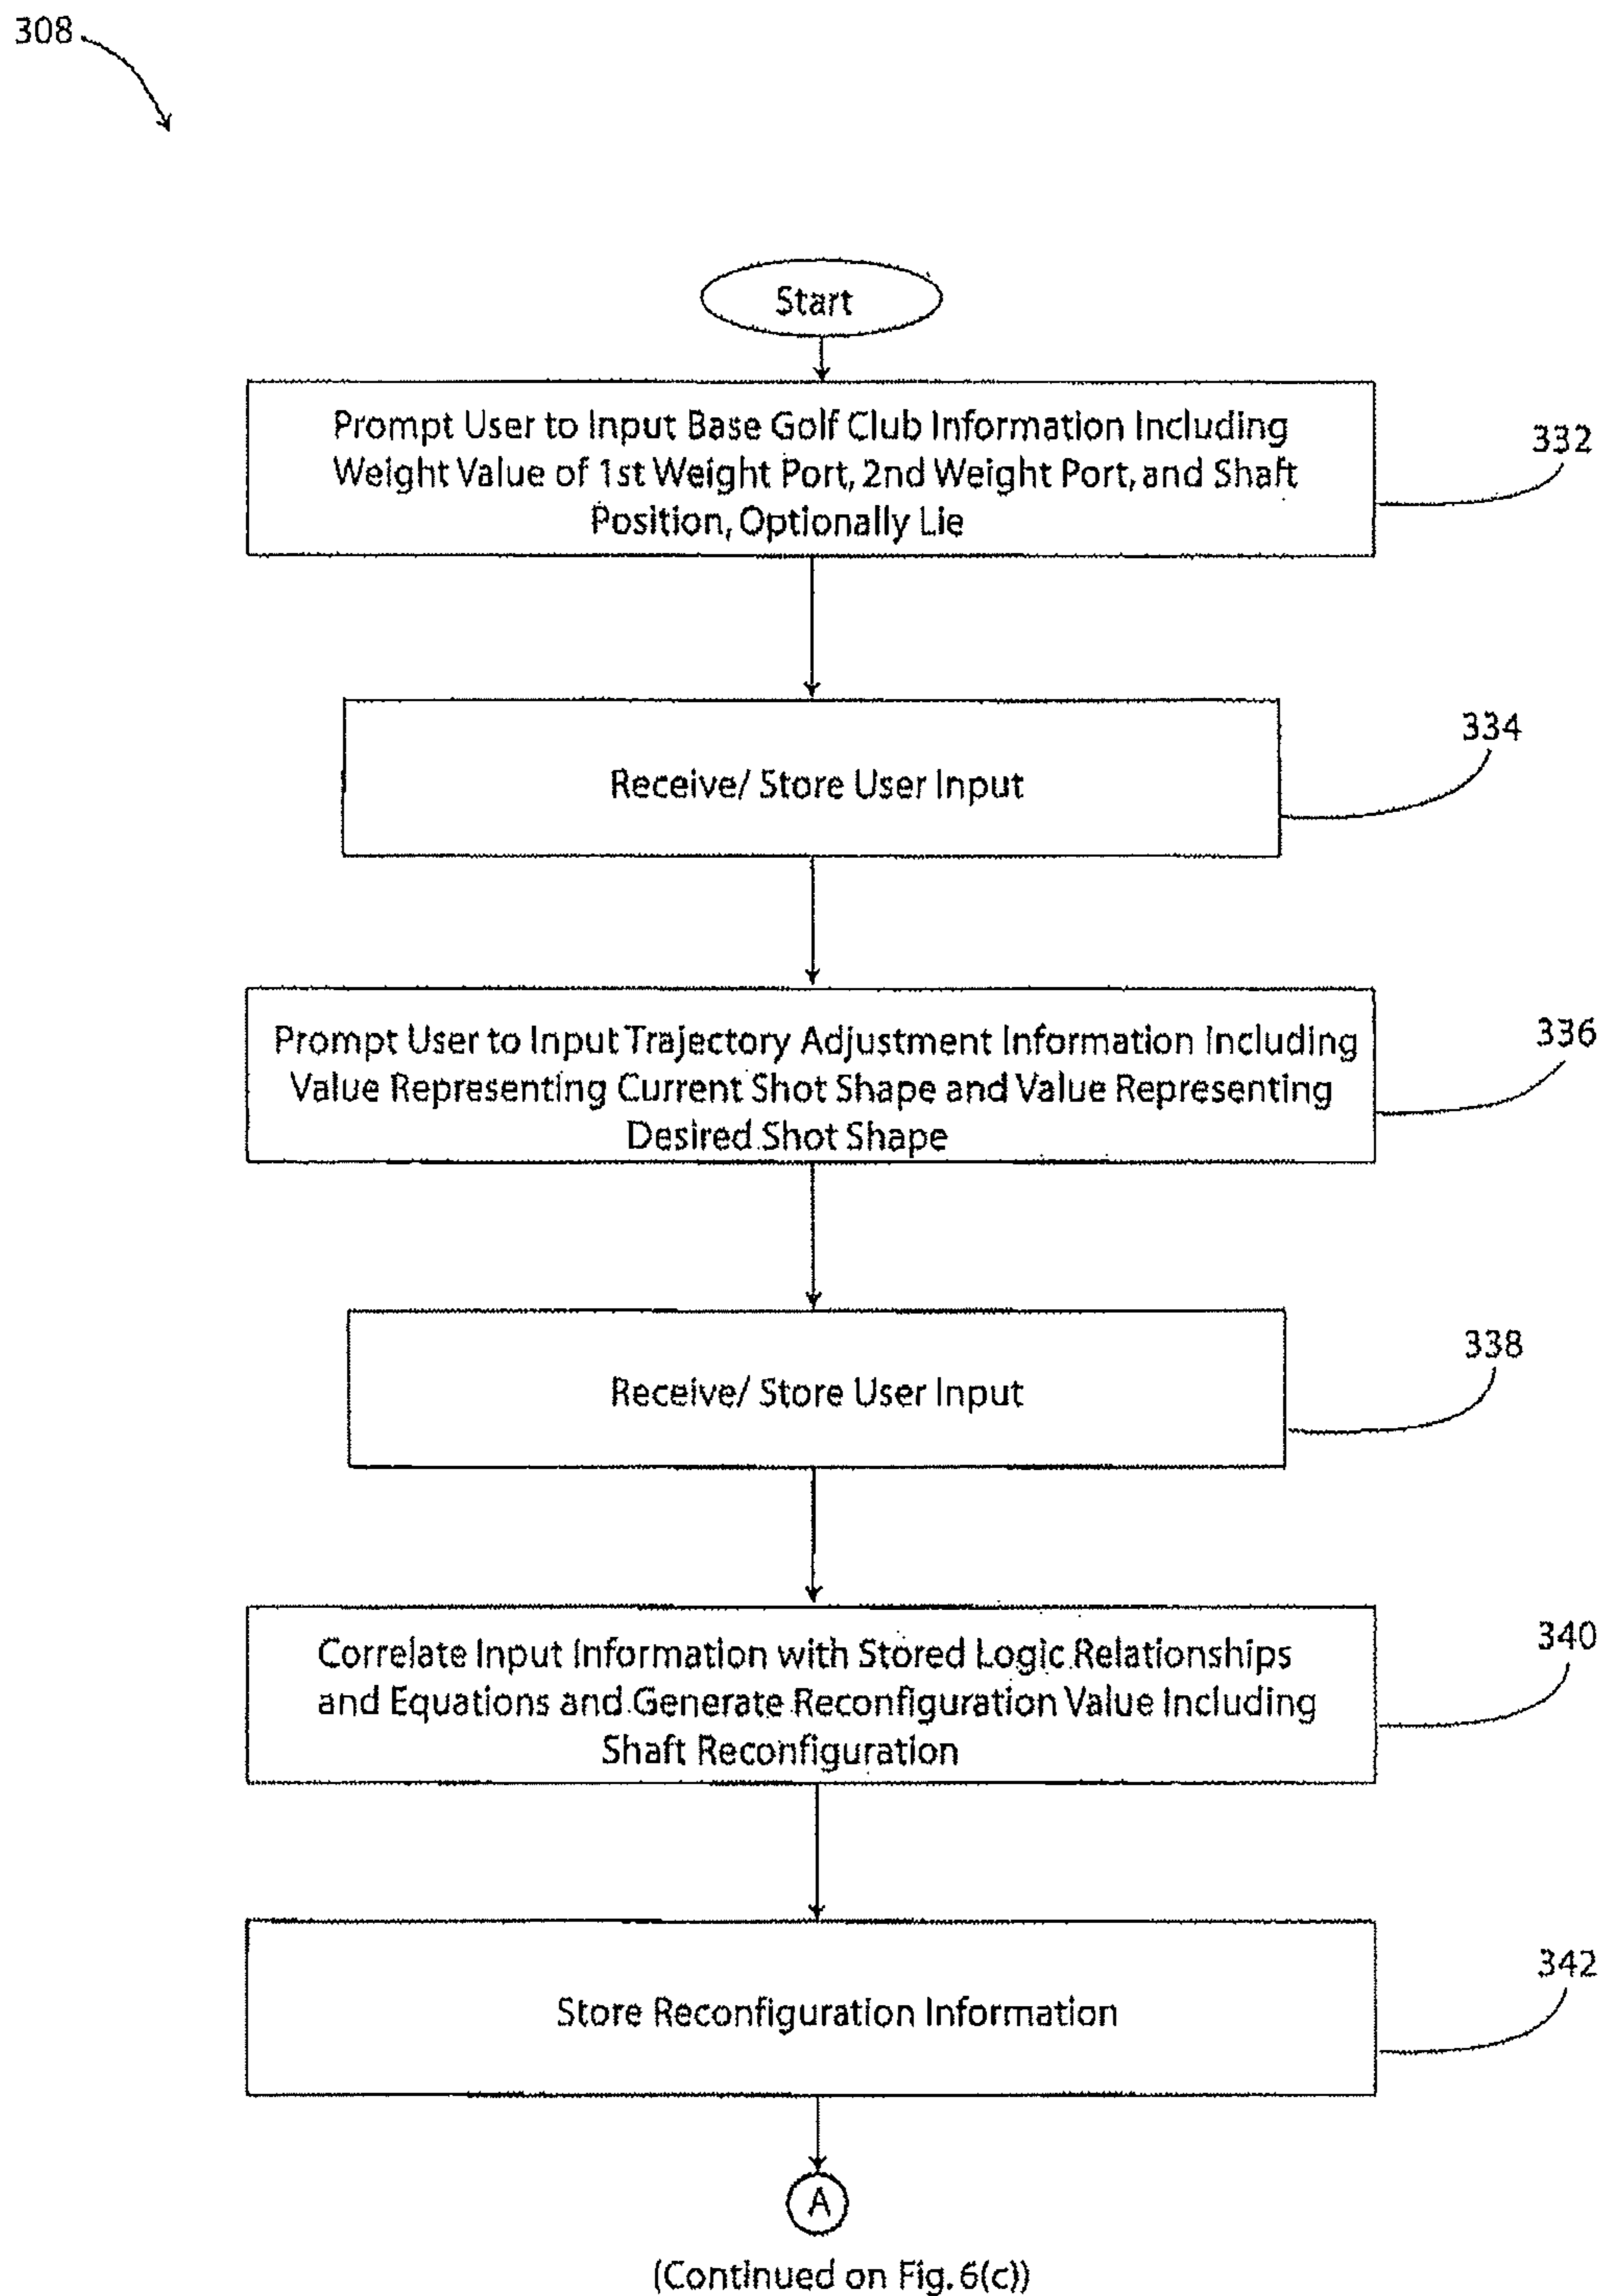 308
Start
Prompt User to Input Base Golf Club Information Including
Weight Value of 1st Weight Port, 2nd Weight Port, and Shaft
Position, Optionally Lie
332
Receive/ Store User Input
334
Prompt User to Input Trajectory Adjustment Information Including
Value Representing Current Shot Shape and Value Representing
Desired Shot Shape
336
Receive/ Store User Input
338
Correlate Input Information with Stored Logic Relationships
and Equations and Generate Reconfiguration Value Including
Shaft Reconfiguration
340
Store Reconfiguration Information
342
A
(Continued on Fig. 6(c))